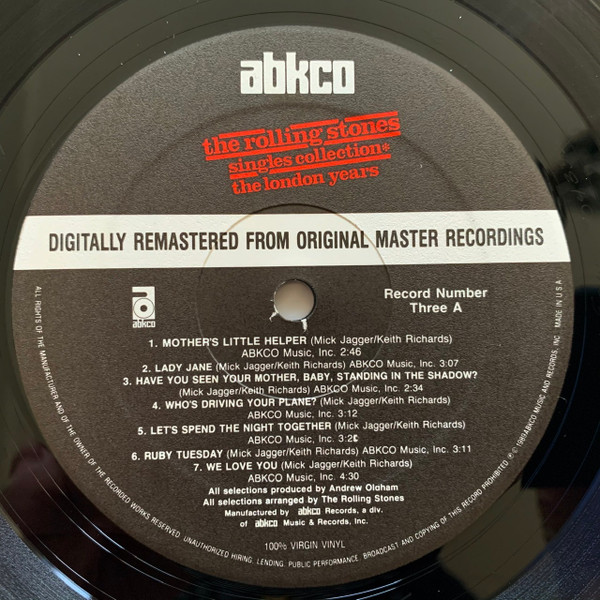 abkco
the rolling stones
singles collection*
the london years
DIGITALLY REMASTERED FROM ORIGINAL MASTER RECORDINGS
abkco
Record Number
Three A
1. MOTHER'S LITTLE HELPER (Mick Jagger/Keith Richards)
ABKCO Music, Inc. 2:46
2. LADY JANE (Mick Jagger/Keith Richards) ABKCO Music, Inc. 3:07
3. HAVE YOU SEEN YOUR MOTHER, BABY, STANDING IN THE SHADOW?
(Mick Jagger/Keith Richards) ABKCO Music, Inc. 2:34
4. WHO'S DRIVING YOUR PLANE? (Mick Jagger/Keith Richards)
ABKCO Music, Inc. 3:12
5. LET'S SPEND THE NIGHT TOGETHER (Mick Jagger/Keith Richards)
ABKCO Music, Inc.
6. RUBY TUESDAY (Mick Jagger/Keith Richards) ABKCO Music, Inc. 3:11
7. WE LOVE YOU (Mick Jagger/Keith Richards)
ABKCO Music, Inc. 4:30
All selections produced by Andrew Oldham
All selections arranged by The Rolling Stones
Manufactured by abkco Records, a div.
of abkco Music & Records, Inc.
100% VIRGIN VINYL
ALL RIGHTS OF THE MANUFACTURER AND OF THE OWNER OF THE RECORDED WORKS RESERVED. UNAUTHORIZED HIRING, LENDING, PUBLIC PERFORMANCE, BROADCAST AND COPYING OF THIS RECORD PROHIBITED ℗ © 1989 ABKCO MUSIC AND RECORDS, INC. MADE IN U.S.A